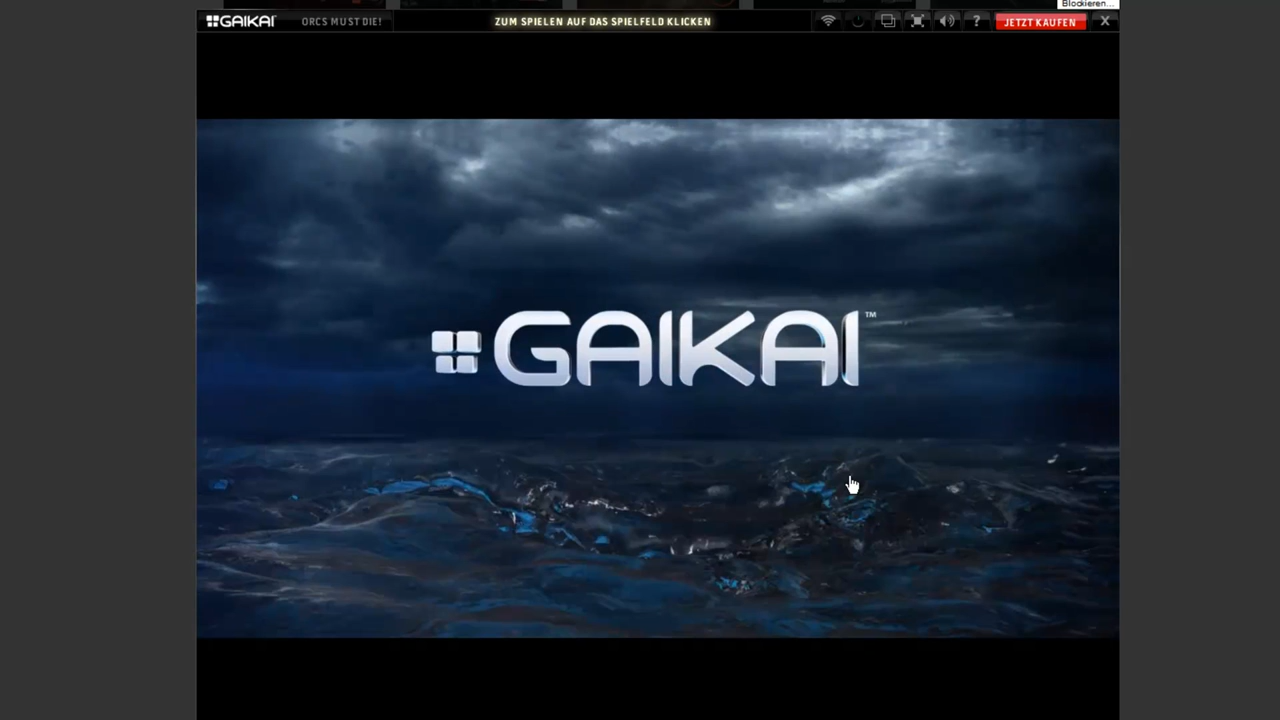 Blockieren...
GAIKAI ORCS MUST DIE! ZUM SPIELEN AUF DAS SPIELFELD KLICKEN ? JETZT KAUFEN X
GAIKAI™